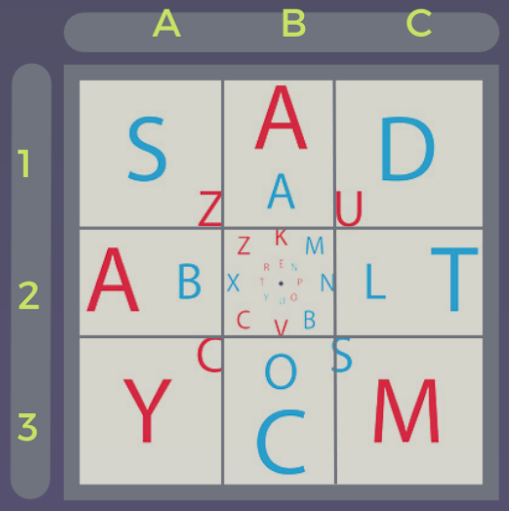 A B C
1
S A D
A
Z U
2
A B L T
Z K M
X N
C V B
R E N
T P
Y U O
3
C O S
Y C M